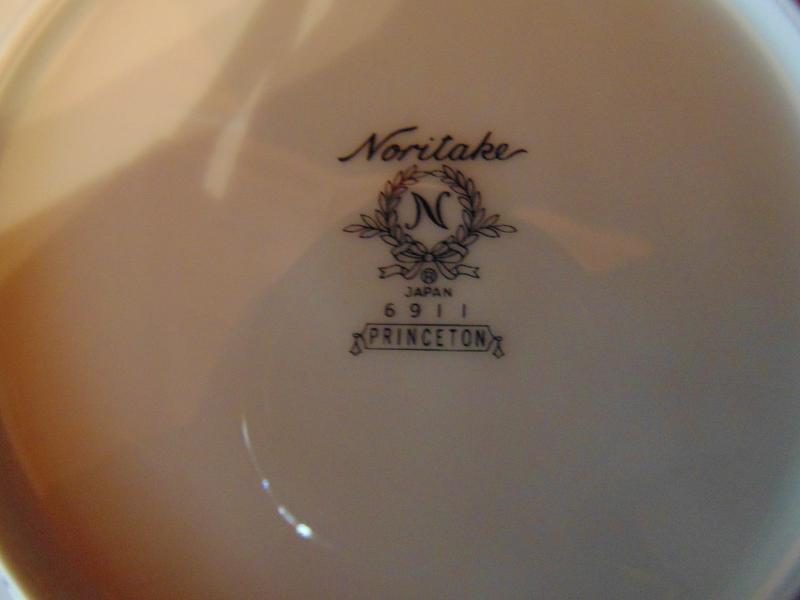 Noritake
N
®
JAPAN
6911
PRINCETON